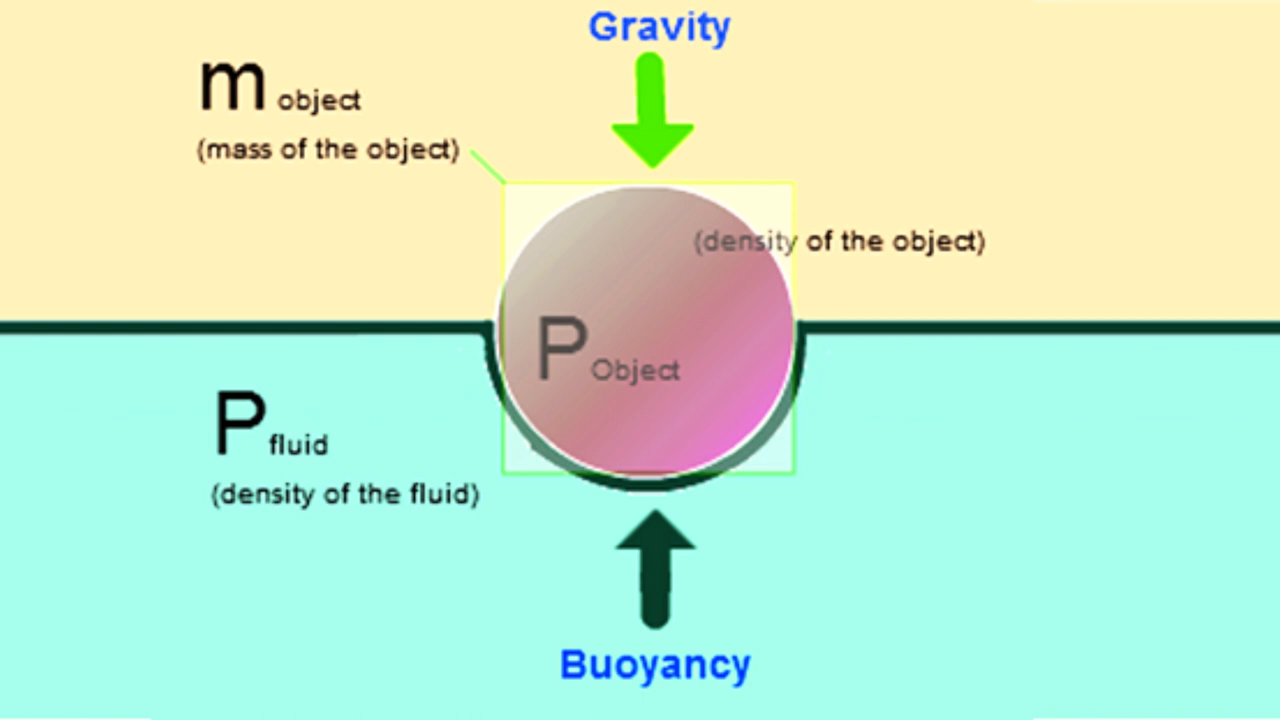 Gravity
m object
(mass of the object)
(density of the object)
P Object
P fluid
(density of the fluid)
Buoyancy